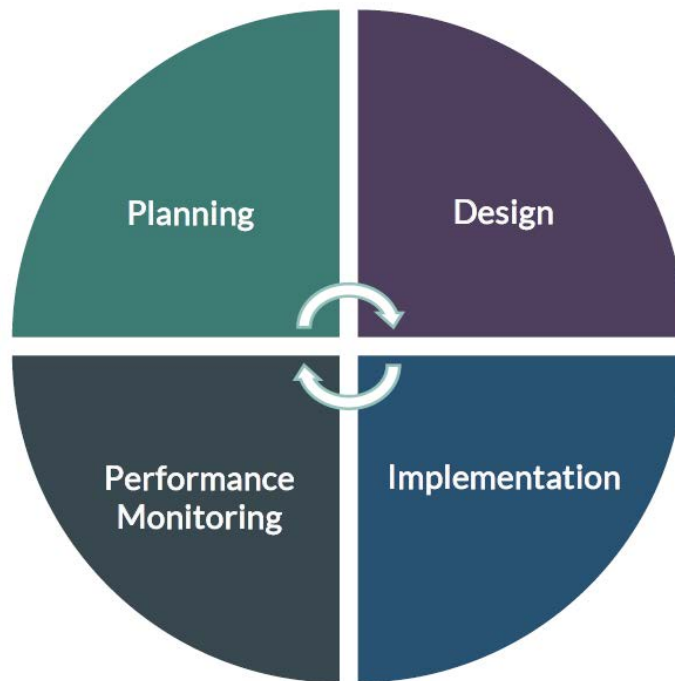 Planning
Design
Performance
Monitoring
Implementation